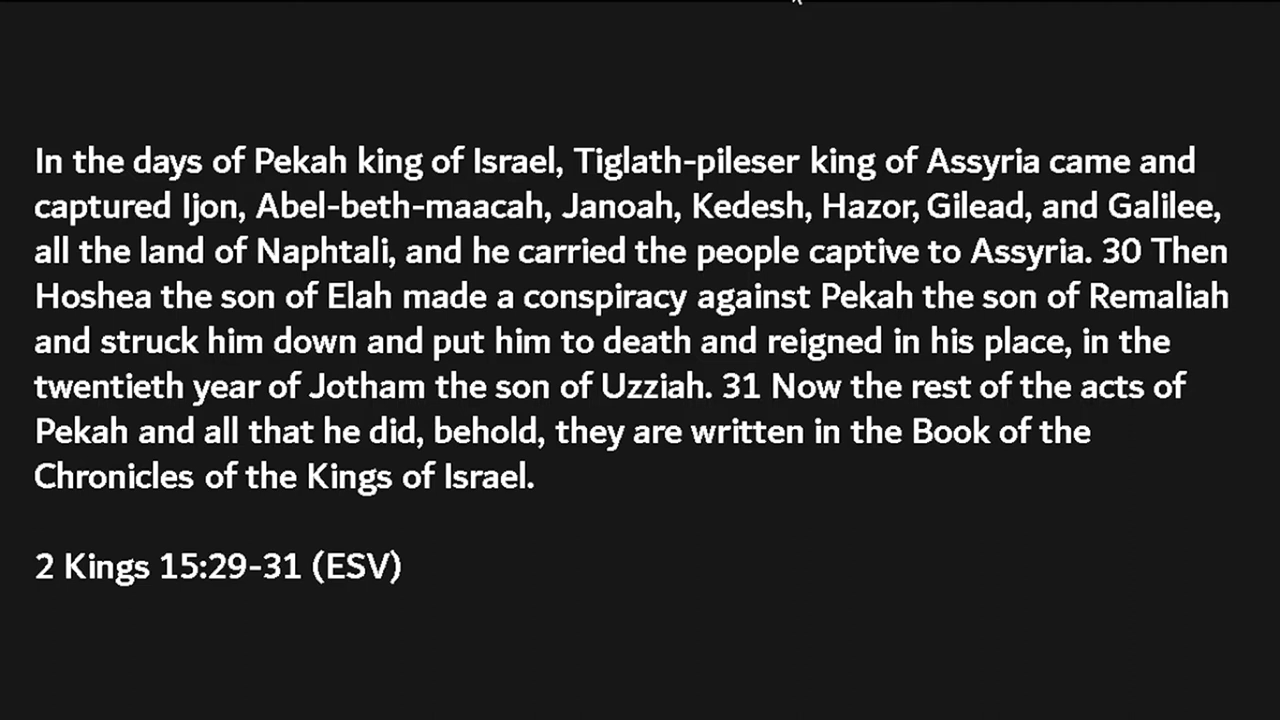 In the days of Pekah king of Israel, Tiglath-pileser king of Assyria came and
captured Ijon, Abel-beth-maacah, Janoah, Kedesh, Hazor, Gilead, and Galilee,
all the land of Naphtali, and he carried the people captive to Assyria. 30 Then
Hoshea the son of Elah made a conspiracy against Pekah the son of Remaliah
and struck him down and put him to death and reigned in his place, in the
twentieth year of Jotham the son of Uzziah. 31 Now the rest of the acts of
Pekah and all that he did, behold, they are written in the Book of the
Chronicles of the Kings of Israel.
2 Kings 15:29-31 (ESV)